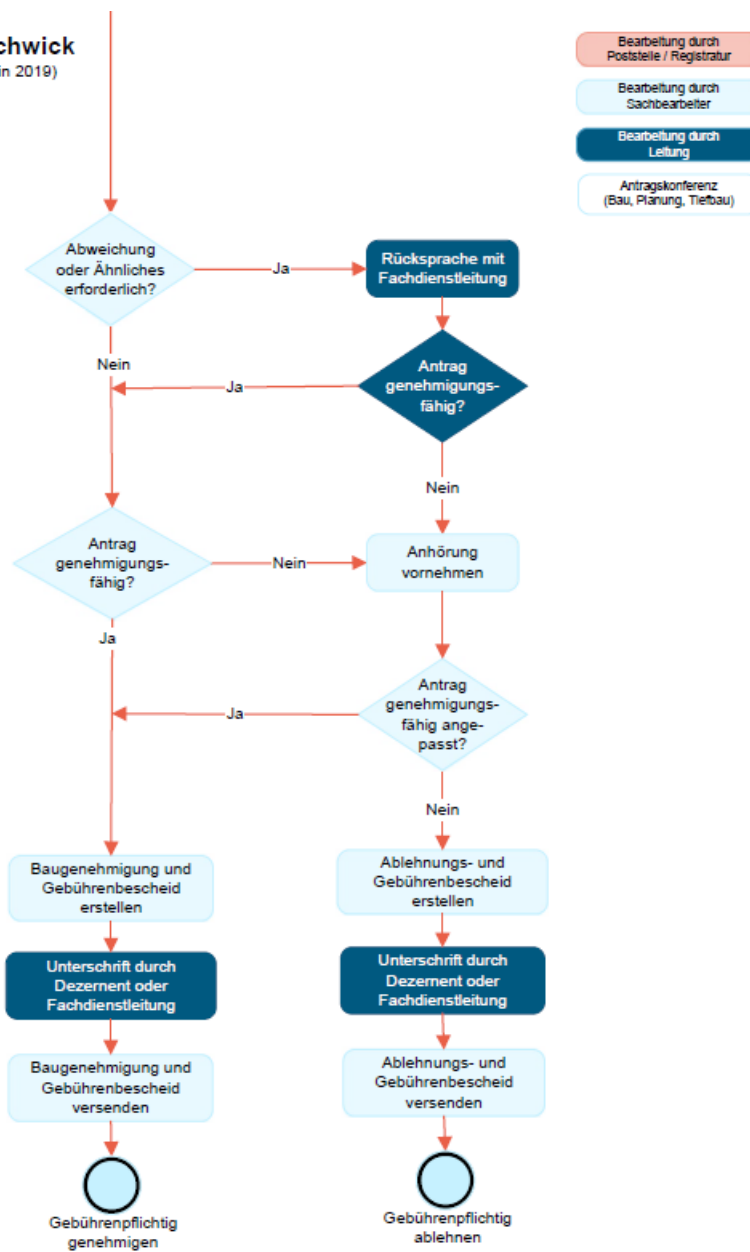 chwick
in 2019)
Bearbeitung durch
Poststelle / Registratur
Bearbeitung durch
Sachbearbeiter
Bearbeitung durch
Leitung
Antragskonferenz
(Bau, Planung, Tiefbau)
Abweichung
oder Ähnliches
erforderlich?
Ja
Rücksprache mit
Fachdienstleitung
Nein
Ja
Antrag
genehmigungs-
fähig?
Nein
Antrag
genehmigungs-
fähig?
Nein
Anhörung
vornehmen
Ja
Ja
Antrag
genehmigungs-
fähig ange-
passt?
Nein
Baugenehmigung und
Gebührenbescheid
erstellen
Ablehnungs- und
Gebührenbescheid
erstellen
Unterschrift durch
Dezernent oder
Fachdienstleitung
Unterschrift durch
Dezernent oder
Fachdienstleitung
Baugenehmigung und
Gebührenbescheid
versenden
Ablehnungs- und
Gebührenbescheid
versenden
Gebührenpflichtig
genehmigen
Gebührenpflichtig
ablehnen